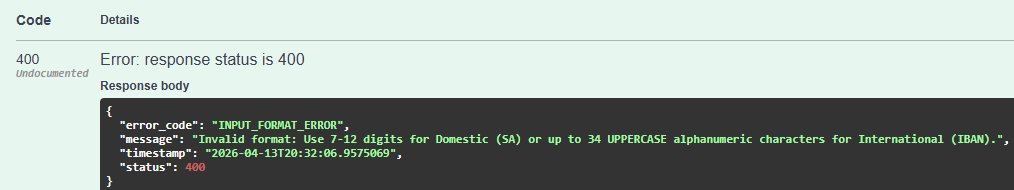 Code Details
400 Error: response status is 400
Undocumented
Response body
{
  "error_code": "INPUT_FORMAT_ERROR",
  "message": "Invalid format: Use 7-12 digits for Domestic (SA) or up to 34 UPPERCASE alphanumeric characters for International (IBAN).",
  "timestamp": "2026-04-13T20:32:06.9575069",
  "status": 400
}